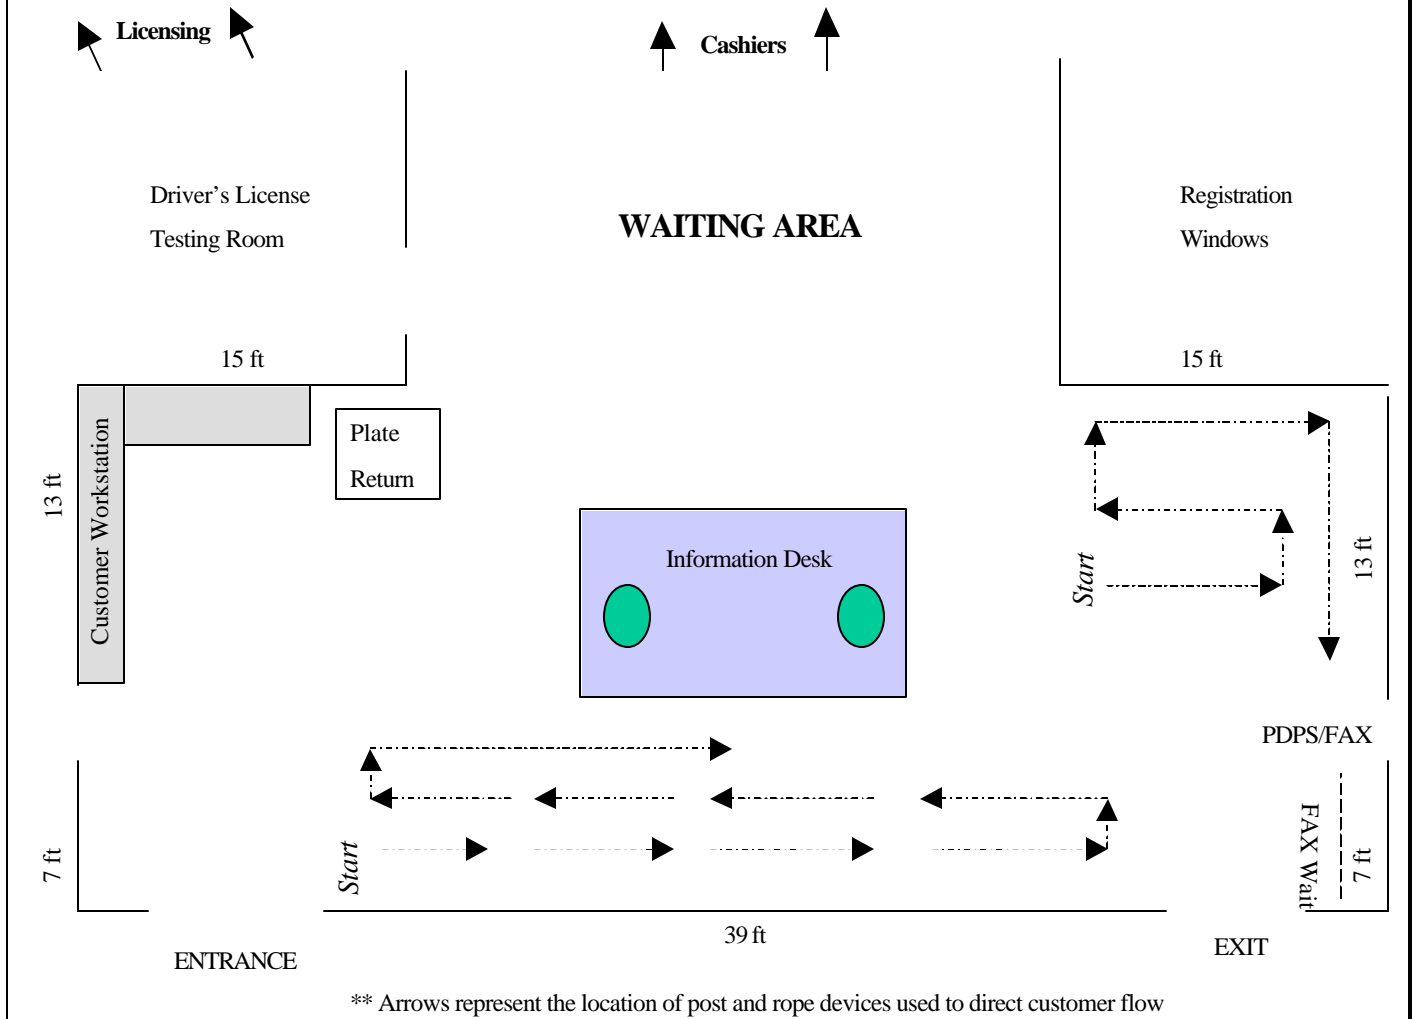 Licensing
Cashiers
Driver's License
Testing Room
WAITING AREA
Registration
Windows
15 ft
15 ft
Customer Workstation
13 ft
Plate
Return
Information Desk
Start
13 ft
PDPS/FAX
FAX Wait
7 ft
7 ft
Start
39 ft
ENTRANCE
EXIT
** Arrows represent the location of post and rope devices used to direct customer flow